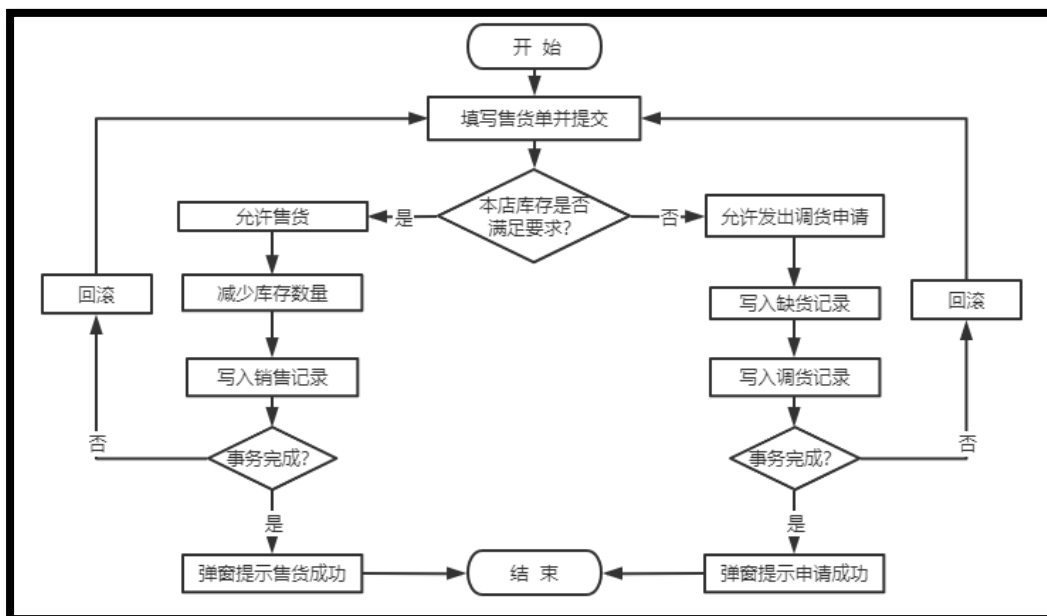 开 始
填写售货单并提交
本店库存是否
满足要求?
是
否
允许售货
允许发出调货申请
回滚
减少库存数量
写入缺货记录
回滚
写入销售记录
写入调货记录
否
事务完成?
事务完成?
否
是
是
弹窗提示售货成功
结 束
弹窗提示申请成功